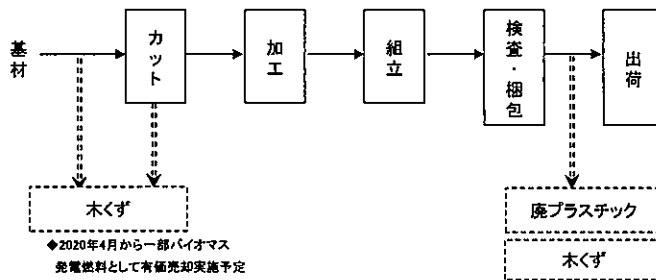 基材
カット
加工
組立
検査・梱包
出荷
木くず
◆2020年4月から一部バイオマス
発電燃料として有価売却実施予定
廃プラスチック
木くず